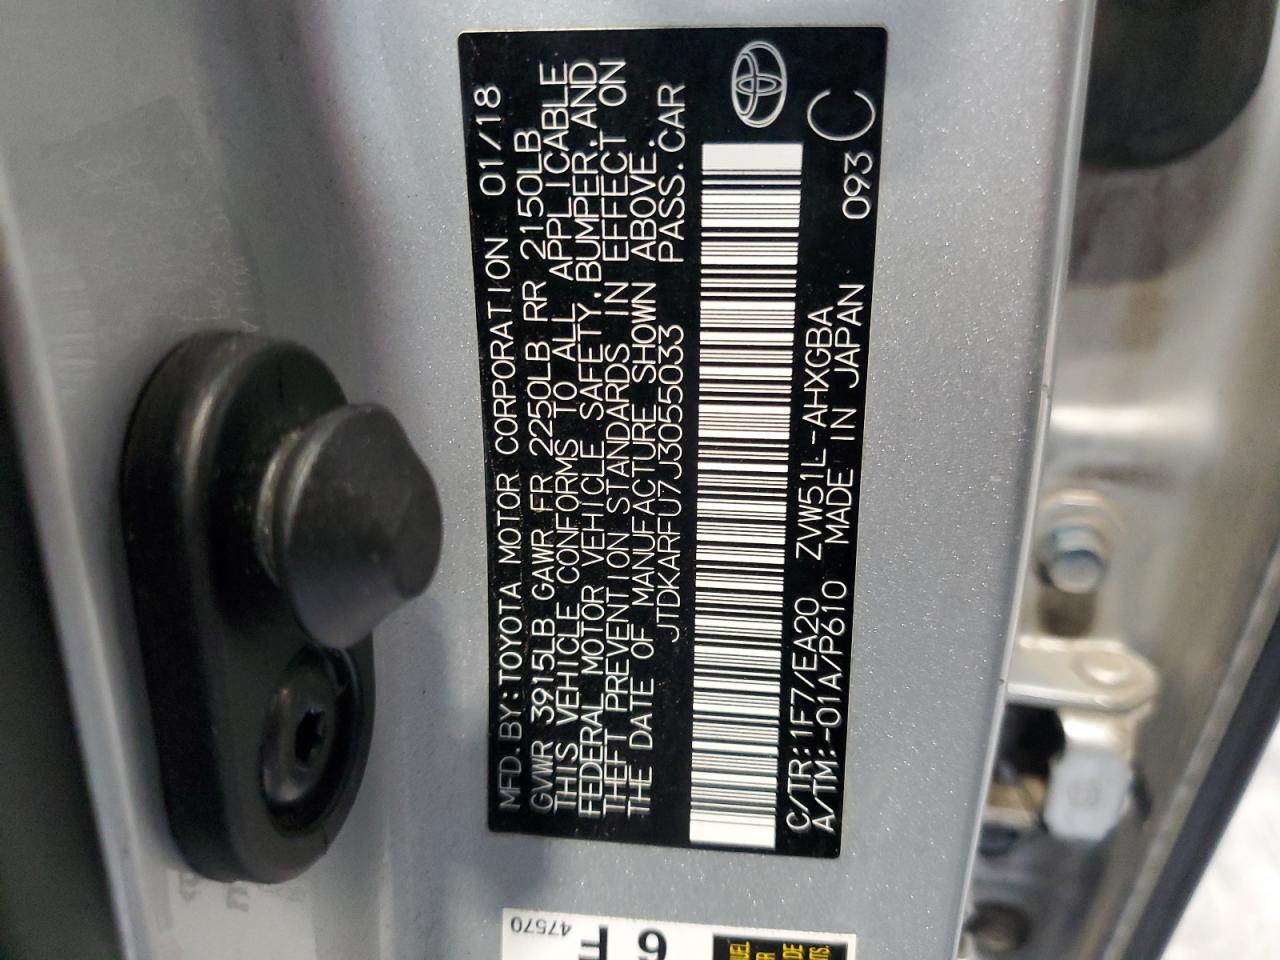 MFD.BY:TOYOTA MOTOR CORPORATION 01/18
GVWR 3915LB GAWR FR 2250LB RR 2150LB
THIS VEHICLE CONFORMS TO ALL APPLICABLE
FEDERAL MOTOR VEHICLE SAFETY,BUMPER,AND
THEFT PREVENTION STANDARDS IN EFFECT ON
THE DATE OF MANUFACTURE SHOWN ABOVE.
JTDKARFU7J3055033 PASS.CAR
C/TR:1F7/EA20 ZVW51L-AHXGBA
A/TM:-01A/P610 MADE IN JAPAN 093
C
47570